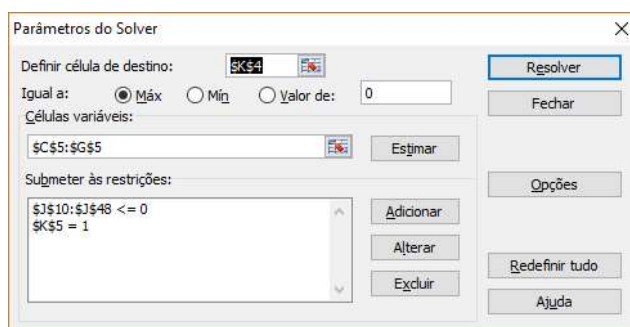 Parâmetros do Solver
Definir célula de destino: $K$4
Resolver
Igual a: Máx Mín Valor de: 0
Fechar
Células variáveis:
$C$5:$G$5
Estimar
Submeter às restrições:
Opções
$J$10:$J$48 <= 0
Adicionar
$K$5 = 1
Alterar
Redefinir tudo
Excluir
Ajuda